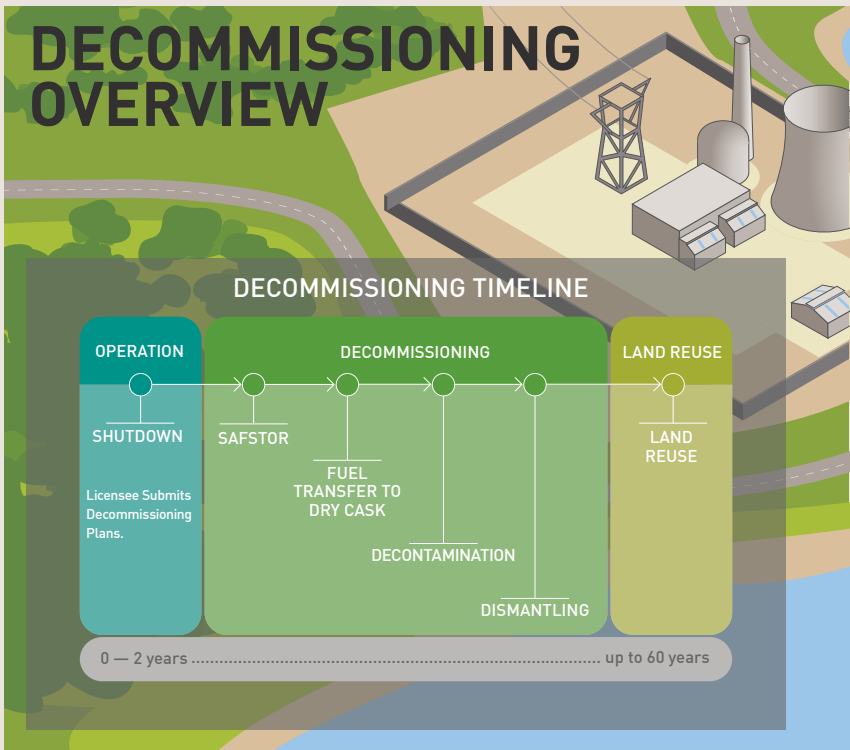 DECOMMISSIONING
OVERVIEW
DECOMMISSIONING TIMELINE
OPERATION
DECOMMISSIONING
LAND REUSE
SHUTDOWN
Licensee Submits
Decommissioning
Plans.
SAFSTOR
FUEL
TRANSFER TO
DRY CASK
DECONTAMINATION
DISMANTLING
LAND
REUSE
0 — 2 years ........................................................................................ up to 60 years